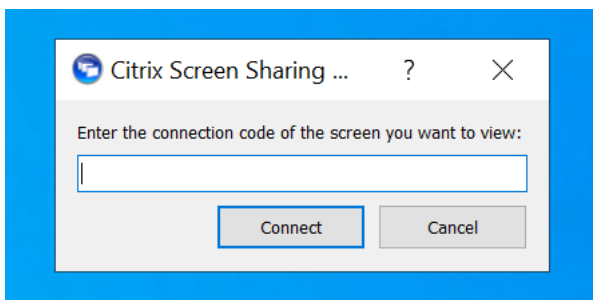 Citrix Screen Sharing ... ?
Enter the connection code of the screen you want to view:
Connect Cancel